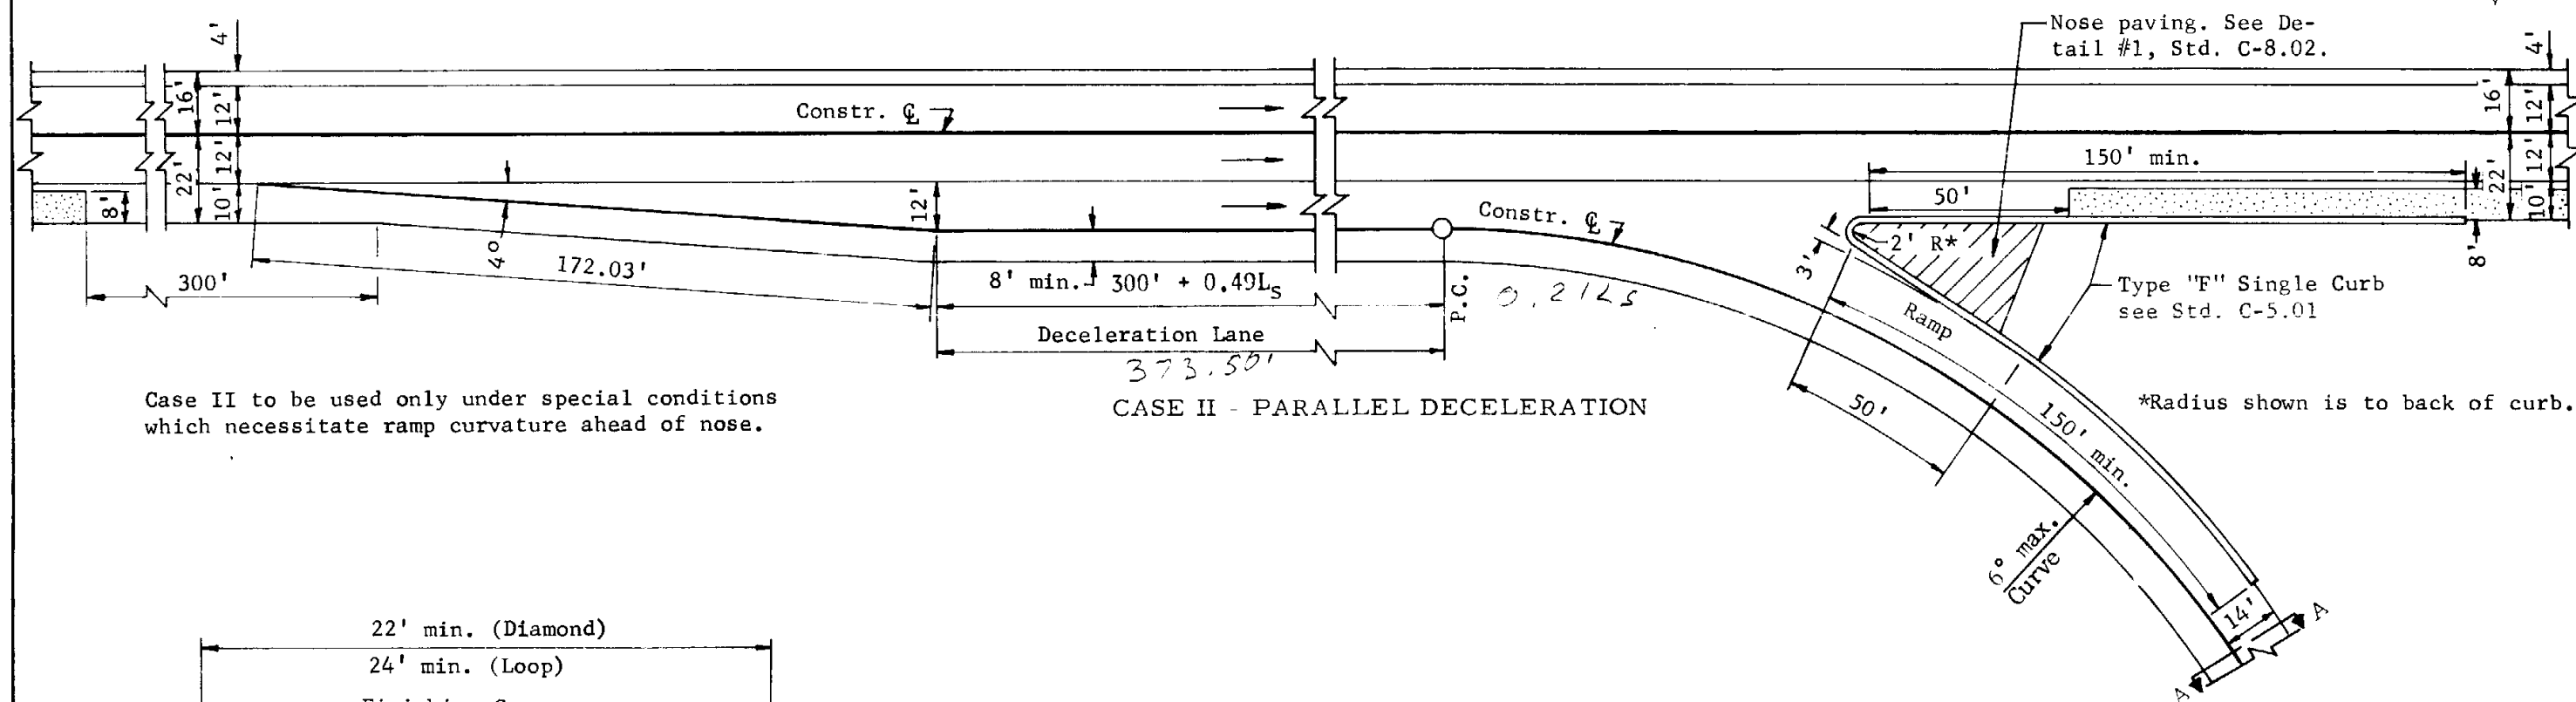 Nose paving. See De-
tail #1, Std. C-8.02.
4'
4'
16'
12'
Constr. ℄
16'
12'
22'
12'
10'
8'
4°
12'
150' min.
50'
22'
12'
10'
8'
Constr. ℄
2' R*
3'
172.03'
300'
8' min.
300' + 0.49Ls
P.C.
0.21Ls
Ramp
Type "F" Single Curb
see Std. C-5.01
Deceleration Lane
373.50'
Case II to be used only under special conditions
which necessitate ramp curvature ahead of nose.
CASE II - PARALLEL DECELERATION
50'
150' min.
*Radius shown is to back of curb.
6° max.
Curve
14'
A
A
22' min. (Diamond)
24' min. (Loop)